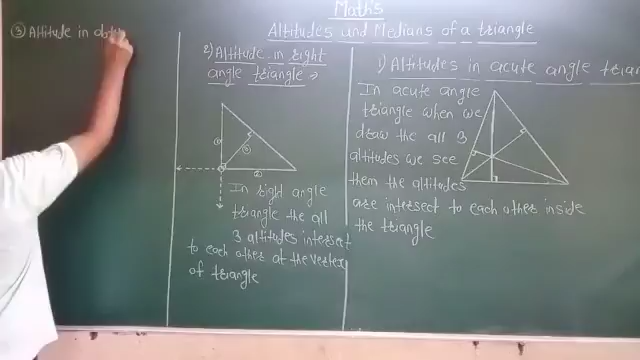 Maths
Altitudes and Medians of a triangle
1) Altitudes in acute angle
In acute angle
triangle when we
draw the all 3
altitudes we see
them the altitudes
are intersect to each other inside
the triangle
2) Altitude in right
angle triangle →
①
②
③
In right angle
triangle the all
3 altitudes intersect
to each other at the vertex
of triangle
③ Altitude in